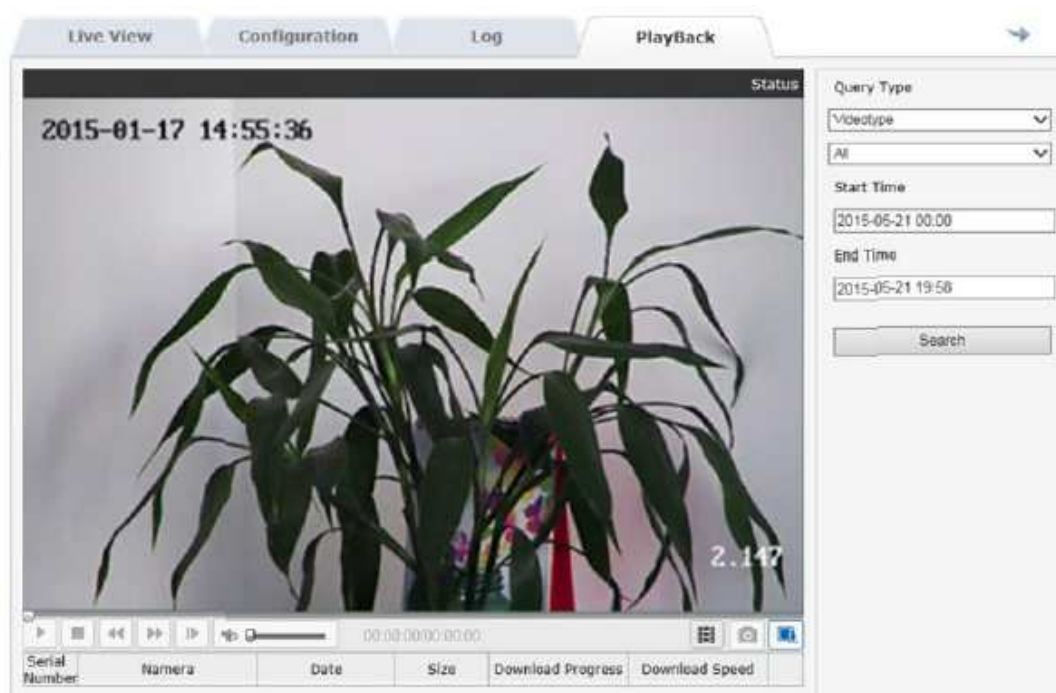 Live View Configuration Log PlayBack
Status
2015-01-17 14:55:36
2.147
00:00:00/00:00:00
Serial Number Namera Date Size Download Progress Download Speed
Query Type
Videotype
All
Start Time
2015-05-21 00:00
End Time
2015-05-21 19:58
Search